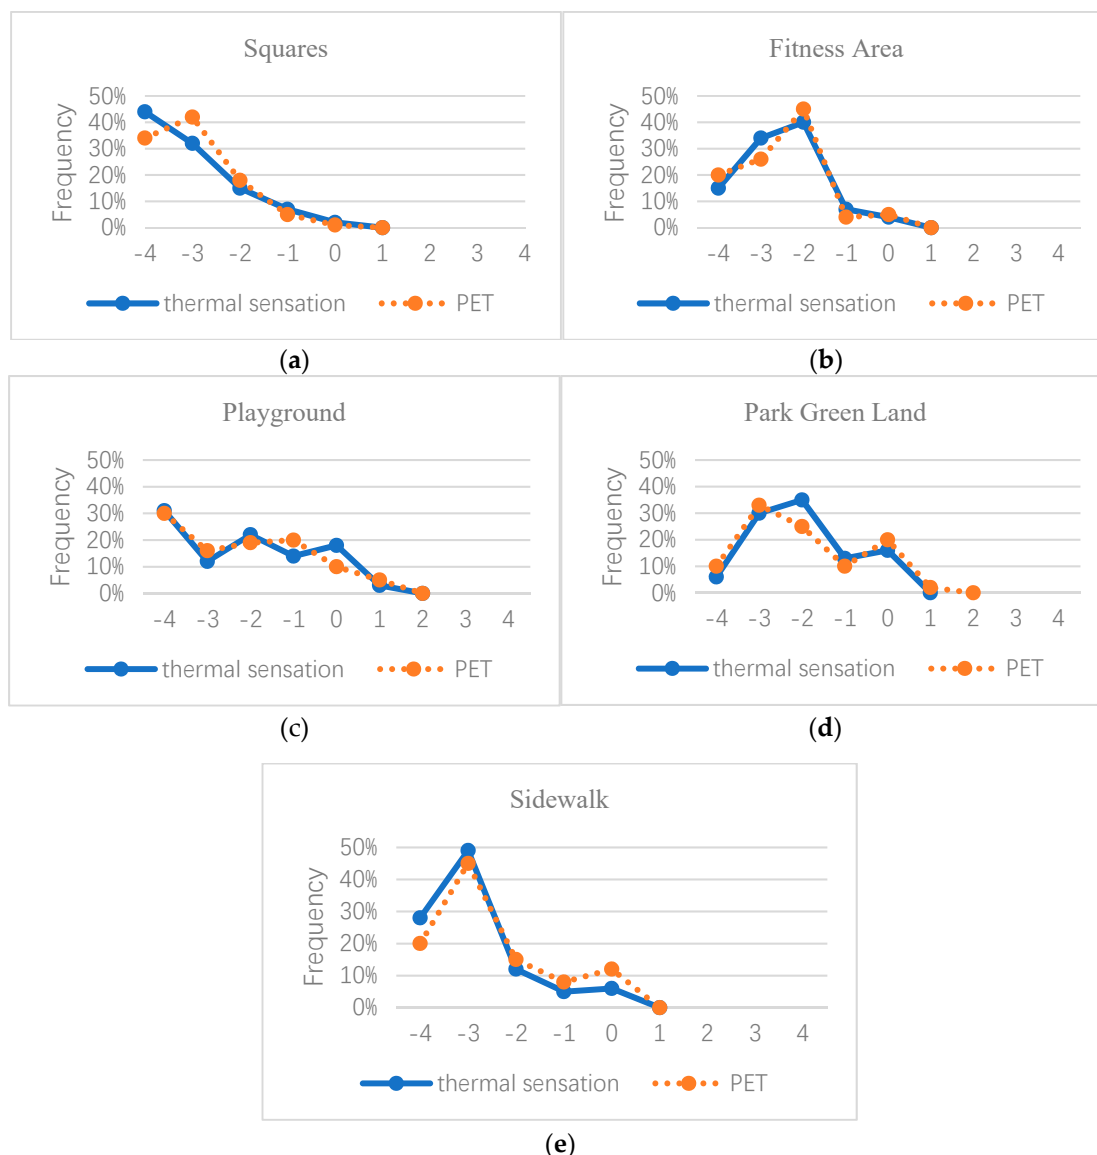 Squares
Frequency
50%
40%
30%
20%
10%
0%
-4 -3 -2 -1 0 1 2 3 4
thermal sensation PET
(a)
Fitness Area
Frequency
50%
40%
30%
20%
10%
0%
-4 -3 -2 -1 0 1 2 3 4
thermal sensation PET
(b)
Playground
Frequency
50%
40%
30%
20%
10%
0%
-4 -3 -2 -1 0 1 2 3 4
thermal sensation PET
(c)
Park Green Land
Frequency
50%
40%
30%
20%
10%
0%
-4 -3 -2 -1 0 1 2 3 4
thermal sensation PET
(d)
Sidewalk
Frequency
50%
40%
30%
20%
10%
0%
-4 -3 -2 -1 0 1 2 3 4
thermal sensation PET
(e)